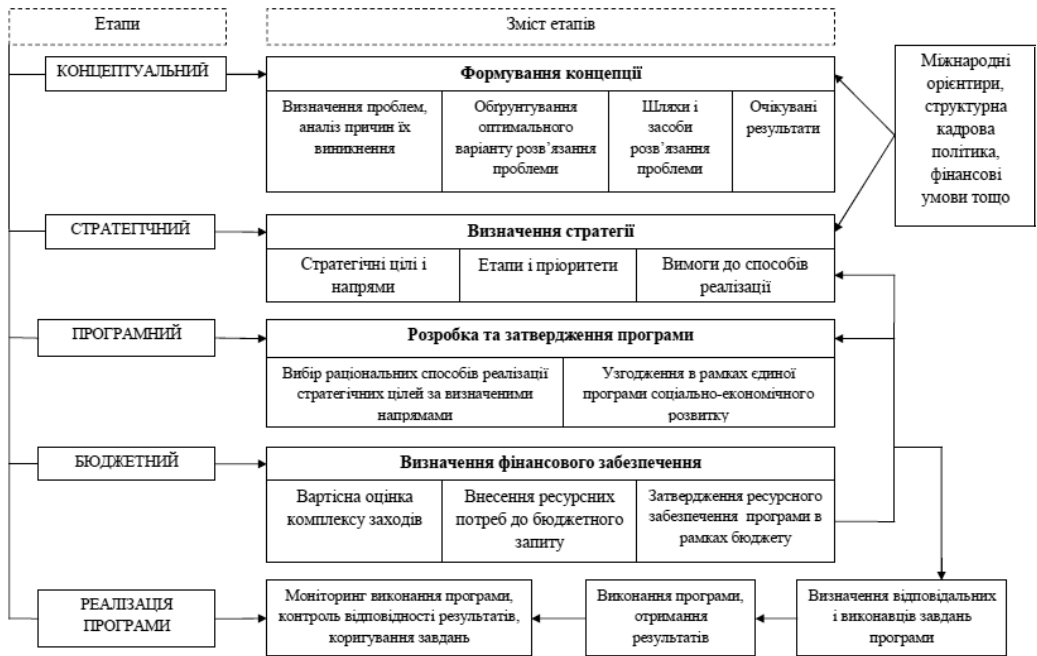 Етапи
Зміст етапів
КОНЦЕПТУАЛЬНИЙ
Формування концепції
Визначення проблем,
аналіз причин їх
виникнення
Обґрунтування
оптимального
варіанту розв’язання
проблеми
Шляхи і
засоби
розв’язання
проблеми
Очікувані
результати
Міжнародні
орієнтири,
структурна
кадрова
політика,
фінансові
умови тощо
СТРАТЕГІЧНИЙ
Визначення стратегії
Стратегічні цілі і
напрями
Етапи і пріоритети
Вимоги до способів
реалізації
ПРОГРАМНИЙ
Розробка та затвердження програми
Вибір раціональних способів реалізації
стратегічних цілей за визначеними
напрямами
Узгодження в рамках єдиної
програми соціально-економічного
розвитку
БЮДЖЕТНИЙ
Визначення фінансового забезпечення
Вартісна оцінка
комплексу заходів
Внесення ресурсних
потреб до бюджетного
запиту
Затвердження ресурсного
забезпечення програми в
рамках бюджету
РЕАЛІЗАЦІЯ
ПРОГРАМИ
Моніторинг виконання програми,
контроль відповідності результатів,
коригування завдань
Виконання програми,
отримання
результатів
Визначення відповідальних
і виконавців завдань
програми